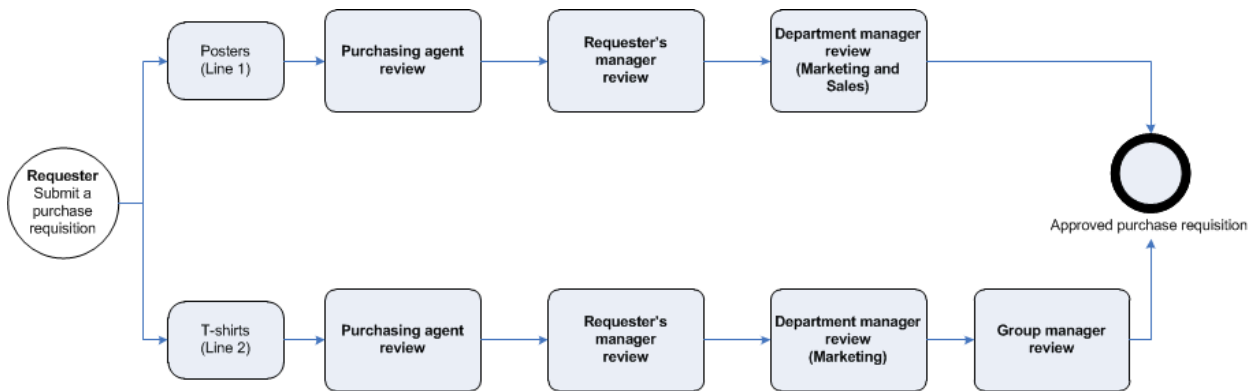 Requester
Submit a
purchase
requisition
Posters
(Line 1)
Purchasing agent
review
Requester's
manager
review
Department manager
review
(Marketing and
Sales)
Approved purchase requisition
T-shirts
(Line 2)
Purchasing agent
review
Requester's
manager
review
Department manager
review
(Marketing)
Group manager
review